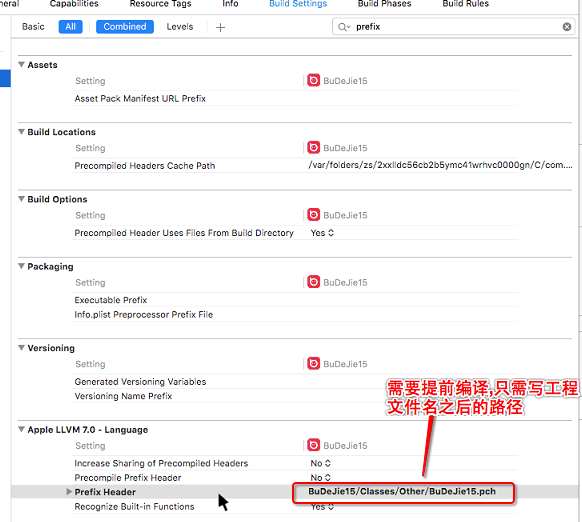 neral
Capabilities
Resource Tags
Info
Build Settings
Build Phases
Build Rules
Basic
All
Combined
Levels
+
prefix
Assets
Setting
BuDeJie15
Asset Pack Manifest URL Prefix
Build Locations
Setting
BuDeJie15
Precompiled Headers Cache Path
/var/folders/zs/2xxlldc56cb2b5ymc41wrhvc0000gn/C/com....
Build Options
Setting
BuDeJie15
Precompiled Header Uses Files From Build Directory
Yes
Packaging
Setting
BuDeJie15
Executable Prefix
Info.plist Preprocessor Prefix File
Versioning
Setting
BuDeJie15
Generated Versioning Variables
Versioning Name Prefix
需要提前编译,只需写工程
文件名之后的路径
Apple LLVM 7.0 - Language
Setting
BuDeJie15
Increase Sharing of Precompiled Headers
No
Precompile Prefix Header
No
Prefix Header
BuDeJie15/Classes/Other/BuDeJie15.pch
Recognize Built-in Functions
Yes